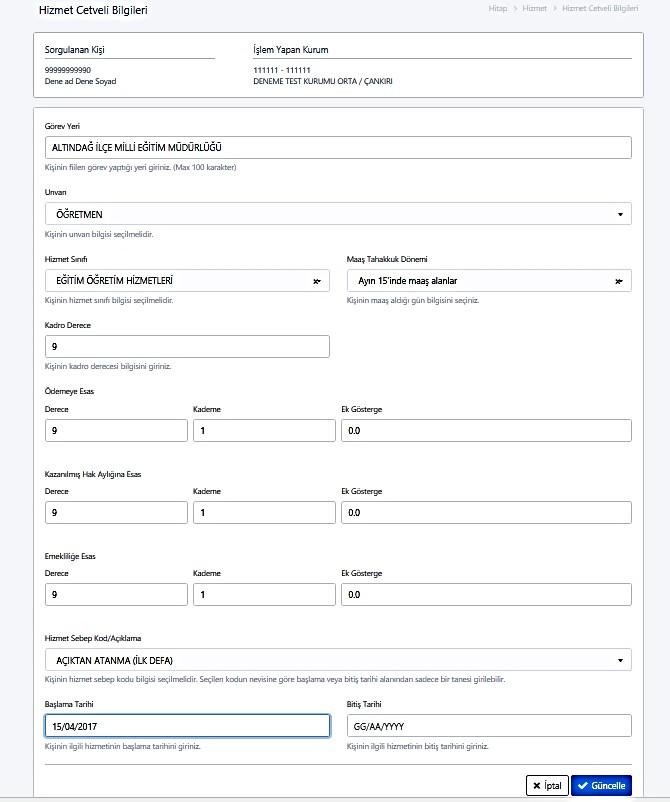 Hizmet Cetveli Bilgileri
Hitap > Hizmet > Hizmet Cetveli Bilgileri
Sorgulanan Kişi
İşlem Yapan Kurum
99999999990
111111 - 111111
Dene ad Dene Soyad
DENEME TEST KURUMU ORTA / ÇANKIRI
Görev Yeri
ALTINDAĞ İLÇE MİLLİ EĞİTİM MÜDÜRLÜĞÜ
Kişinin fiilen görev yaptığı yeri giriniz. (Max 100 karakter)
Unvan
ÖĞRETMEN
Kişinin unvan bilgisi seçilmelidir.
Hizmet Sınıfı
Maaş Tahakkuk Dönemi
EĞİTİM ÖĞRETİM HİZMETLERİ
Ayın 15'inde maaş alanlar
Kişinin hizmet sınıfı bilgisi seçilmelidir.
Kişinin maaş aldığı gün bilgisini seçiniz.
Kadro Derece
9
Kişinin kadro derecesi bilgisini giriniz.
Ödemeye Esas
Derece Kademe Ek Gösterge
9 1 0.0
Kazanılmış Hak Aylığına Esas
Derece Kademe Ek Gösterge
9 1 0.0
Emekliliğe Esas
Derece Kademe Ek Gösterge
9 1 0.0
Hizmet Sebep Kod/Açıklama
AÇIKTAN ATANMA (İLK DEFA)
Kişinin hizmet sebep kodu bilgisi seçilmelidir. Seçilen kodun nevisine göre başlama veya bitiş tarihi alanından sadece bir tanesi girilebilir.
Başlama Tarihi
Bitiş Tarihi
15/04/2017
GG/AA/YYYY
Kişinin ilgili hizmetinin başlama tarihini giriniz.
Kişinin ilgili hizmetinin bitiş tarihini giriniz.
İptal
Güncelle